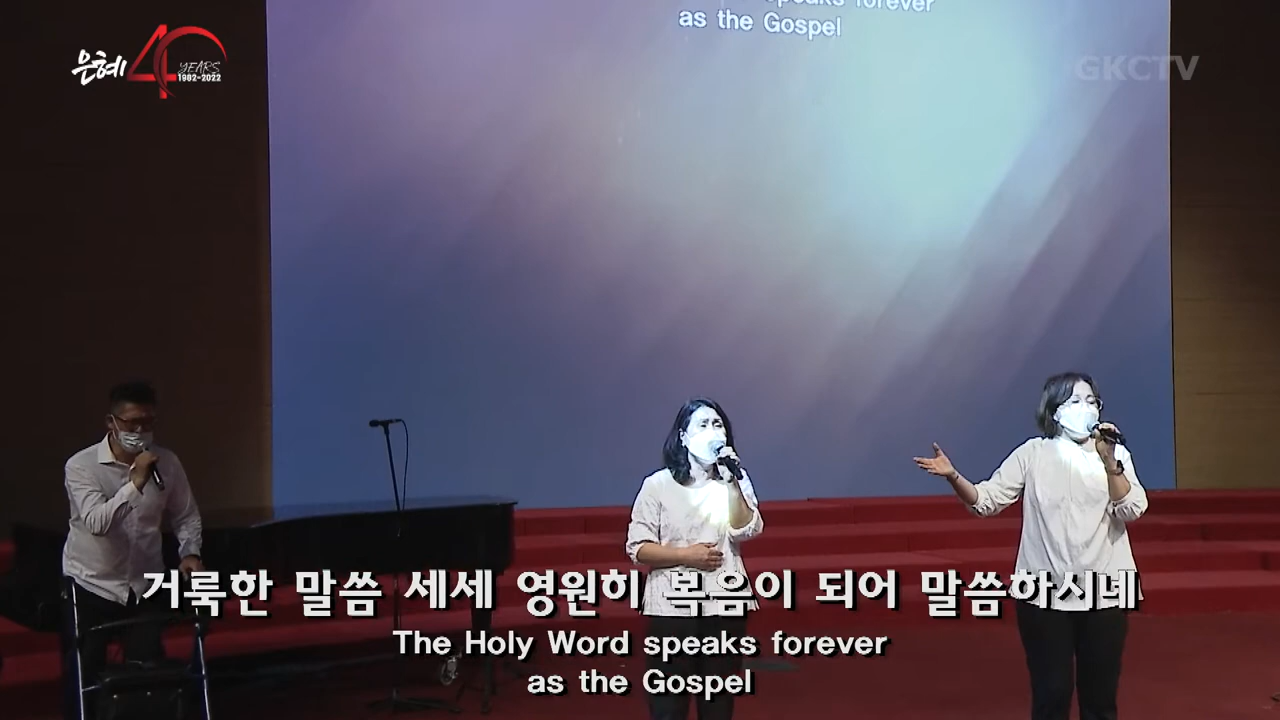 speaks forever
as the Gospel
은혜 40
YEARS
1982-2022
GKCTV
거룩한 말씀 세세 영원히 복음이 되어 말씀하시네
The Holy Word speaks forever
as the Gospel